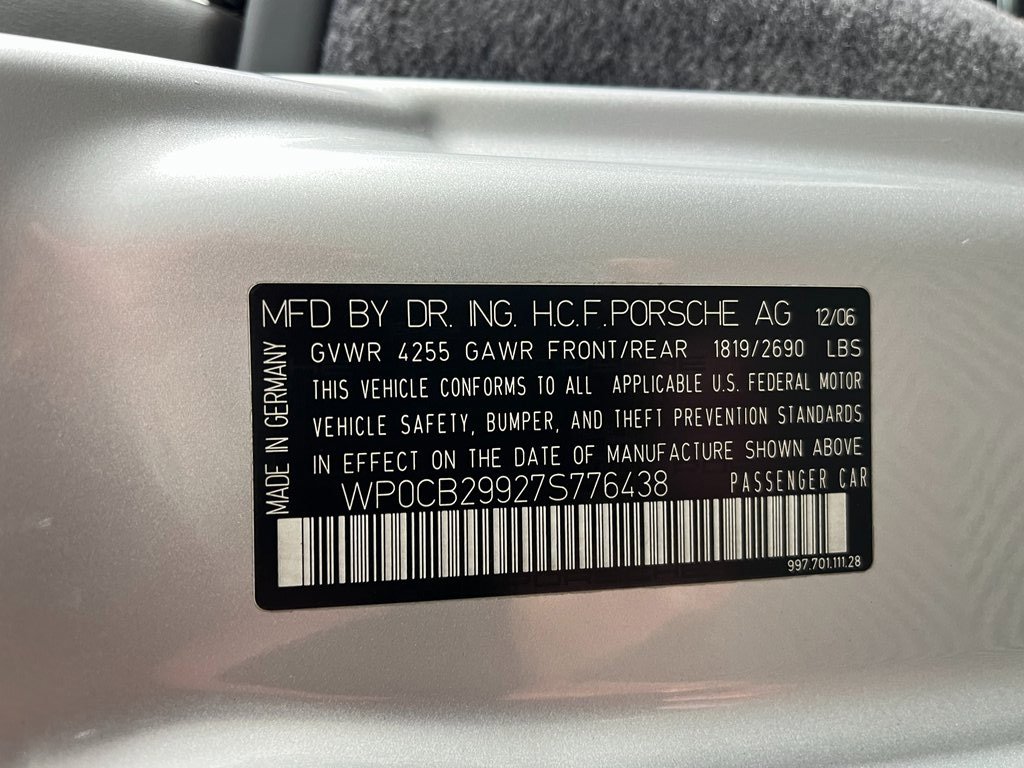 MFD BY DR. ING. H.C.F.PORSCHE AG 12/06
GVWR 4255 GAWR FRONT/REAR 1819/2690 LBS
THIS VEHICLE CONFORMS TO ALL APPLICABLE U.S. FEDERAL MOTOR
VEHICLE SAFETY, BUMPER, AND THEFT PREVENTION STANDARDS
IN EFFECT ON THE DATE OF MANUFACTURE SHOWN ABOVE
WP0CB29927S776438 PASSENGER CAR
997.701.111.28
MADE IN GERMANY